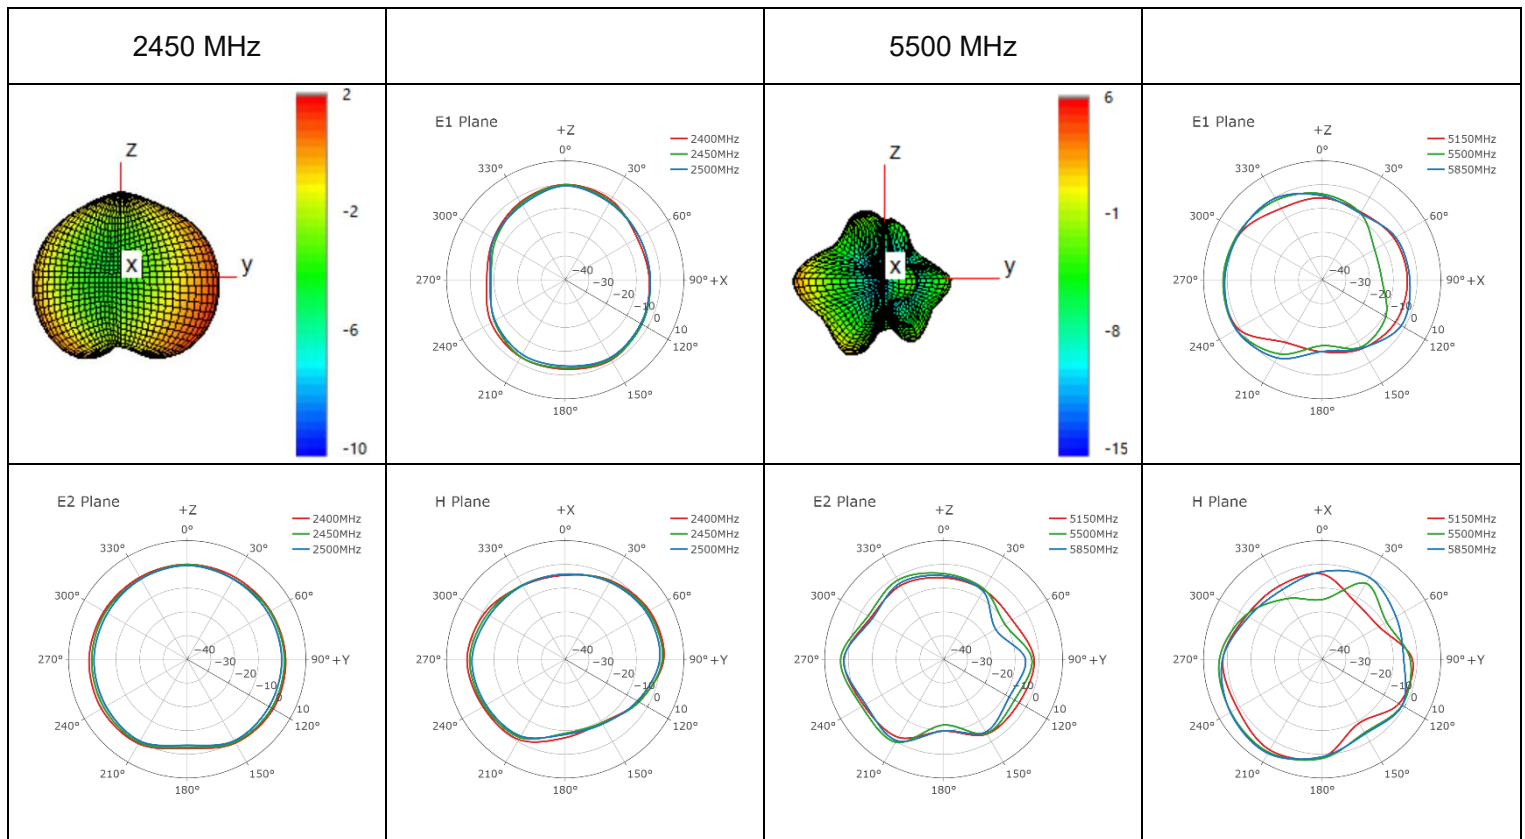 2450 MHz
5500 MHz
2
-2
-6
-10
z
x
y
E1 Plane
+Z
2400MHz
2450MHz
2500MHz
0°
30°
60°
90° +X
120°
150°
180°
210°
240°
270°
300°
330°
-40
-30
-20
-10
0
10
6
-1
-8
-15
z
x
y
E1 Plane
+Z
5150MHz
5500MHz
5850MHz
0°
30°
60°
90° +X
120°
150°
180°
210°
240°
270°
300°
330°
-40
-30
-20
-10
0
10
E2 Plane
+Z
2400MHz
2450MHz
2500MHz
0°
30°
60°
90° +Y
120°
150°
180°
210°
240°
270°
300°
330°
-40
-30
-20
-10
0
10
H Plane
+X
2400MHz
2450MHz
2500MHz
0°
30°
60°
90° +Y
120°
150°
180°
210°
240°
270°
300°
330°
-40
-30
-20
-10
0
10
E2 Plane
+Z
5150MHz
5500MHz
5850MHz
0°
30°
60°
90° +Y
120°
150°
180°
210°
240°
270°
300°
330°
-40
-30
-20
-10
0
10
H Plane
+X
5150MHz
5500MHz
5850MHz
0°
30°
60°
90° +Y
120°
150°
180°
210°
240°
270°
300°
330°
-40
-30
-20
-10
0
10